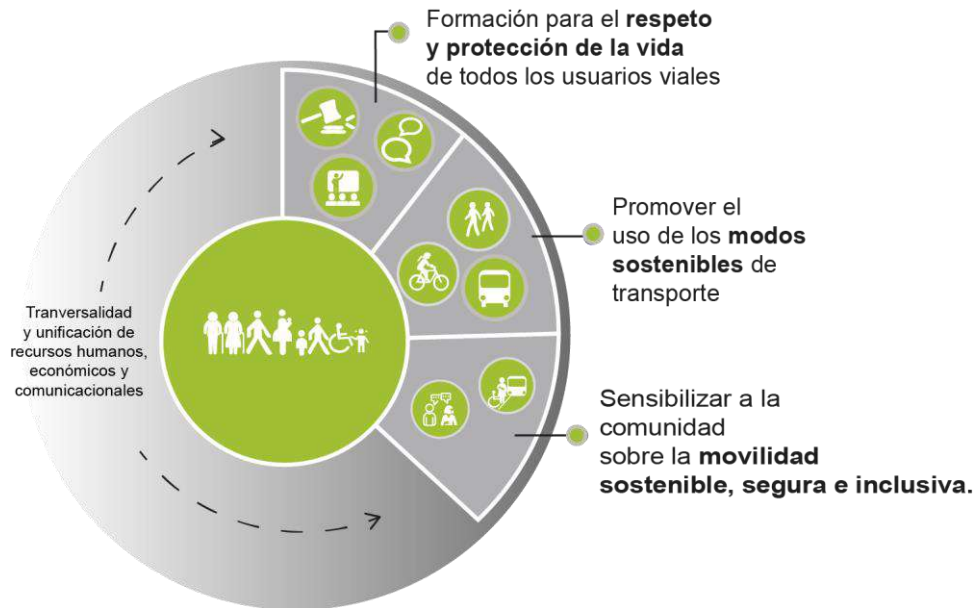 Formación para el respeto
y protección de la vida
de todos los usuarios viales
Promover el
uso de los modos
sostenibles de
transporte
Tranversalidad
y unificación de
recursos humanos,
económicos y
comunicacionales
Sensibilizar a la
comunidad
sobre la movilidad
sostenible, segura e inclusiva.